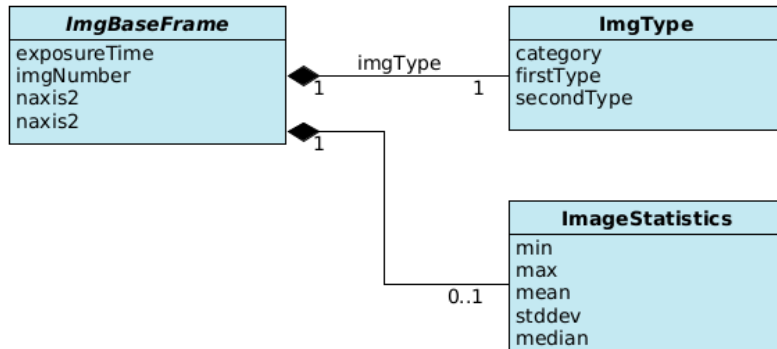 ImgBaseFrame
exposureTime
imgNumber
naxis2
naxis2
imgType
1
1
1
ImgType
category
firstType
secondType
ImageStatistics
min
max
mean
stddev
median
0..1